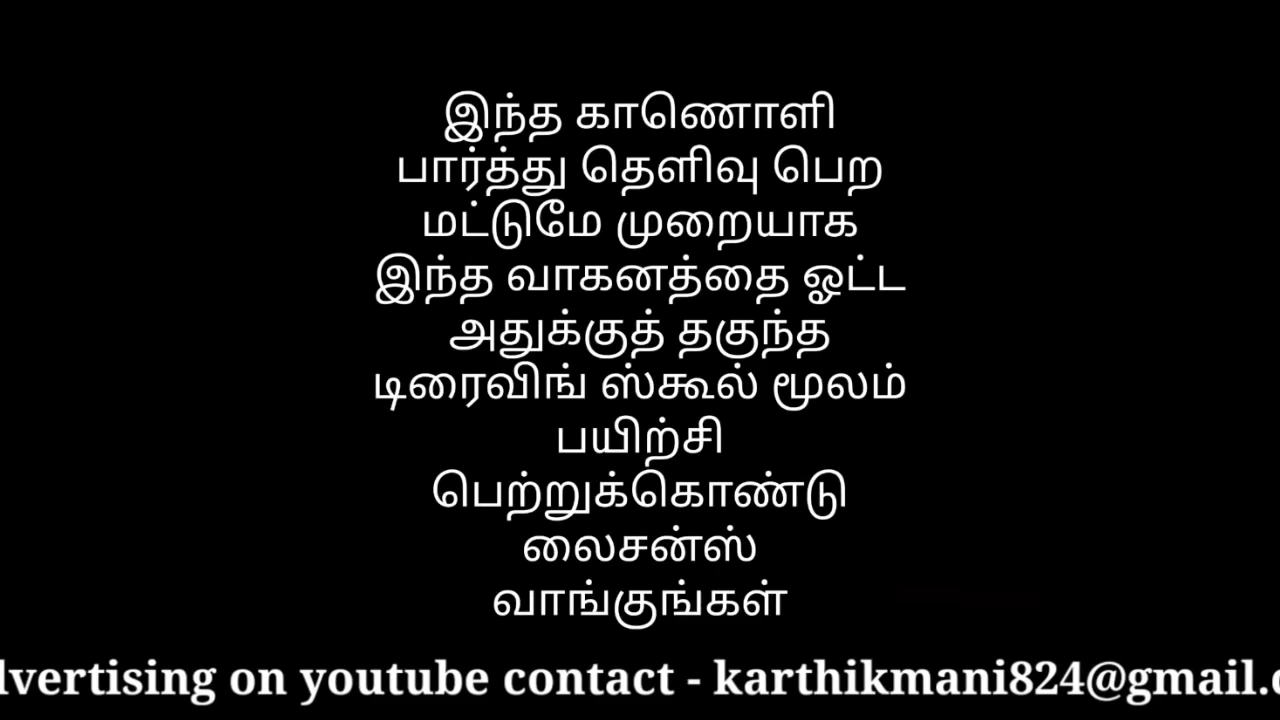 இந்த காணொளி
பார்த்து தெளிவு பெற
மட்டுமே முறையாக
இந்த வாகனத்தை ஓட்ட
அதுக்குத் தகுந்த
டிரைவிங் ஸ்கூல் மூலம்
பயிற்சி
பெற்றுக்கொண்டு
லைசன்ஸ்
வாங்குங்கள்
dvertising on youtube contact - karthikmani824@gmail.c